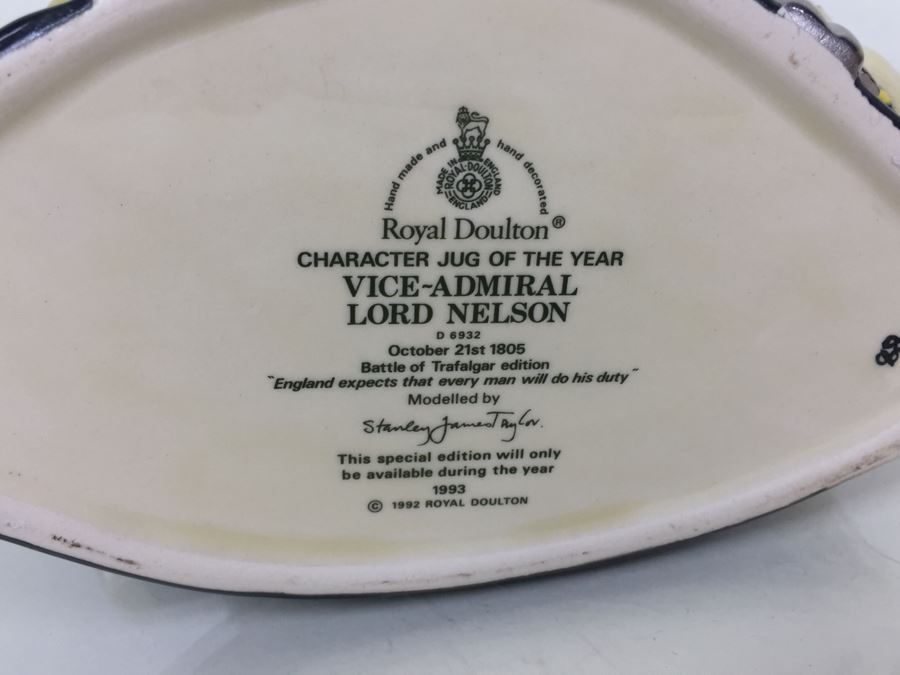 Hand made and hand decorated
MADE IN ENGLAND
ROYAL·DOULTON
ENGLAND
Royal Doulton®
CHARACTER JUG OF THE YEAR
VICE~ADMIRAL
LORD NELSON
D 6932
October 21st 1805
Battle of Trafalgar edition
"England expects that every man will do his duty"
Modelled by
Stanley James Taylor.
This special edition will only
be available during the year
1993
© 1992 ROYAL DOULTON